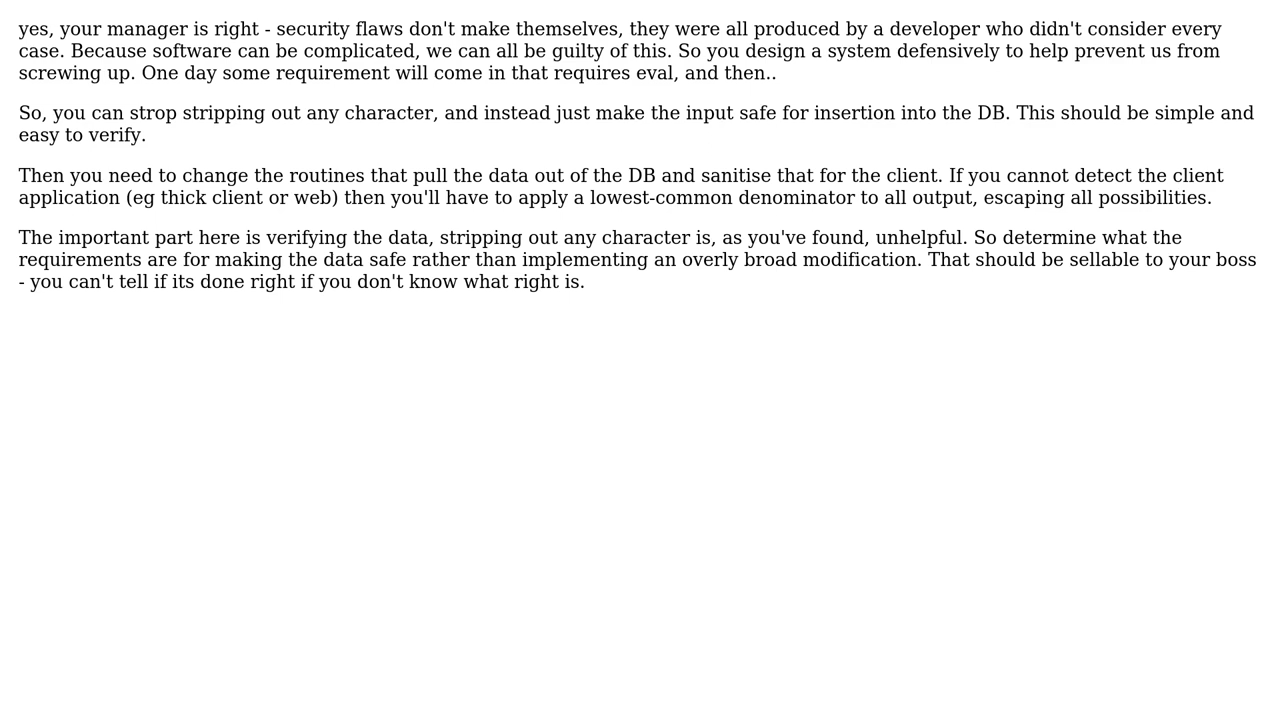 yes, your manager is right - security flaws don't make themselves, they were all produced by a developer who didn't consider every
case. Because software can be complicated, we can all be guilty of this. So you design a system defensively to help prevent us from
screwing up. One day some requirement will come in that requires eval, and then..
So, you can strop stripping out any character, and instead just make the input safe for insertion into the DB. This should be simple and
easy to verify.
Then you need to change the routines that pull the data out of the DB and sanitise that for the client. If you cannot detect the client
application (eg thick client or web) then you'll have to apply a lowest-common denominator to all output, escaping all possibilities.
The important part here is verifying the data, stripping out any character is, as you've found, unhelpful. So determine what the
requirements are for making the data safe rather than implementing an overly broad modification. That should be sellable to your boss
- you can't tell if its done right if you don't know what right is.